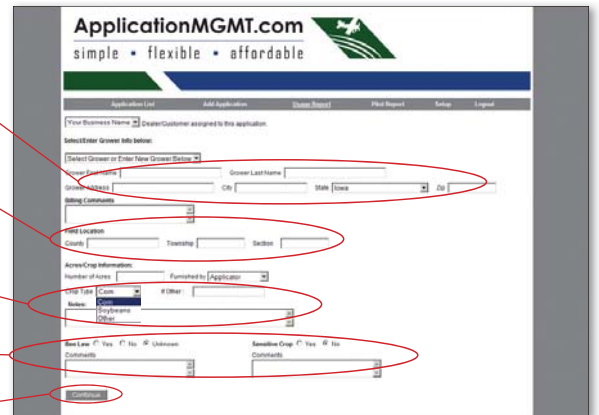 ApplicationMGMT.com
simple • flexible • affordable
Application List Add Application Usage Report Pilot Report Setup Logout
Your Business Name Dealer/Customer assigned to this application.
Select/Enter Grower Info below:
Select Grower or Enter New Grower Below
Grower First Name Grower Last Name
Grower Address City State Iowa Zip
Billing Comments
Field Location
County Township Section
Acres/Crop Information:
Number of Acres Furnished by Applicator
Crop Type Corn If Other :
Corn
Notes:
Soybeans
Other
Bee Law Yes No Unknown Sensitive Crop Yes No
Comments Comments
Continue